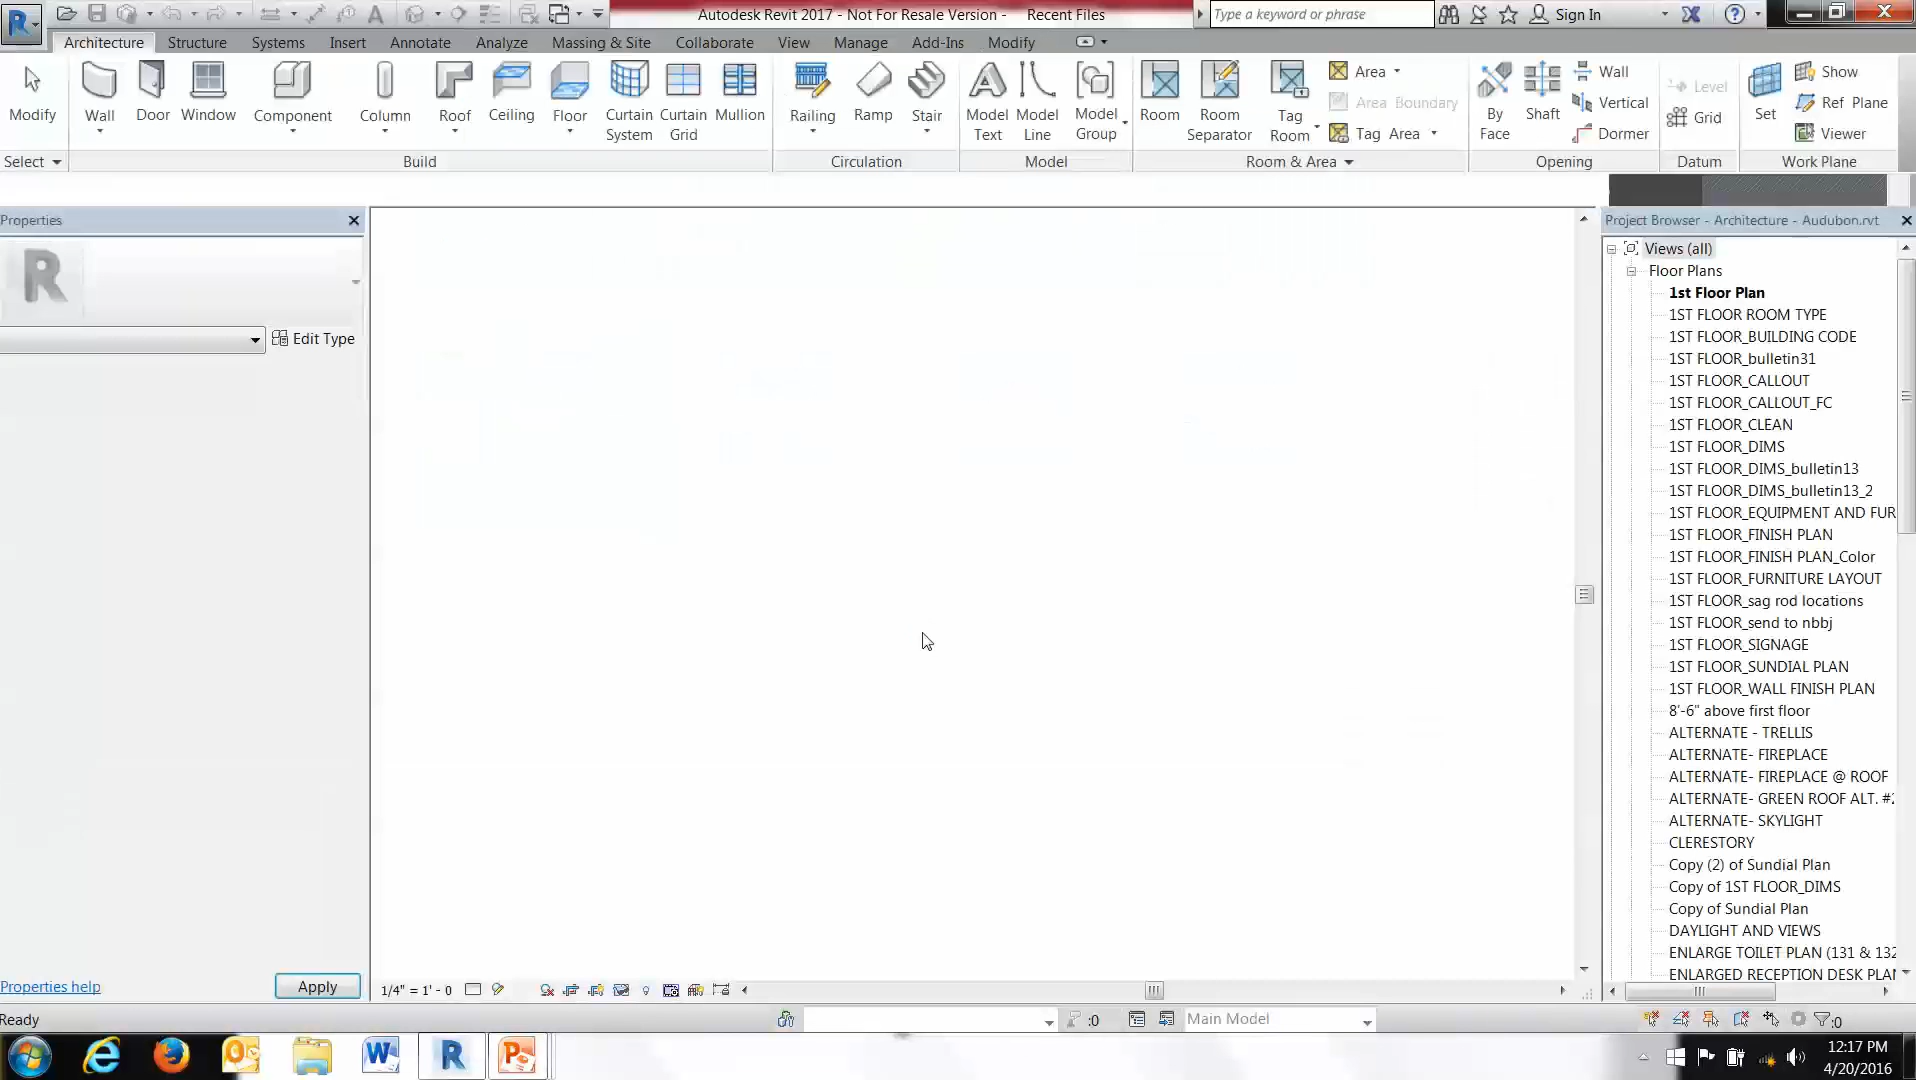 Autodesk Revit 2017 - Not For Resale Version - Recent Files
Type a keyword or phrase
Sign In
Architecture Structure Systems Insert Annotate Analyze Massing & Site Collaborate View Manage Add-Ins Modify
Modify Wall Door Window Component Column Roof Ceiling Floor Curtain System Curtain Grid Mullion Railing Ramp Stair Model Text Model Line Model Group Room Room Separator Tag Room
Area
Area Boundary
Tag Area
By Face Shaft
Wall
Vertical
Dormer
Level
Grid
Set
Show
Ref Plane
Viewer
Select Build Circulation Model Room & Area Opening Datum Work Plane
Properties
R
Edit Type
Properties help
Apply
1/4" = 1' - 0
Project Browser - Architecture - Audubon.rvt
Views (all)
Floor Plans
1st Floor Plan
1ST FLOOR ROOM TYPE
1ST FLOOR_BUILDING CODE
1ST FLOOR_bulletin31
1ST FLOOR_CALLOUT
1ST FLOOR_CALLOUT_FC
1ST FLOOR_CLEAN
1ST FLOOR_DIMS
1ST FLOOR_DIMS_bulletin13
1ST FLOOR_DIMS_bulletin13_2
1ST FLOOR_EQUIPMENT AND FUR
1ST FLOOR_FINISH PLAN
1ST FLOOR_FINISH PLAN_Color
1ST FLOOR_FURNITURE LAYOUT
1ST FLOOR_sag rod locations
1ST FLOOR_send to nbbj
1ST FLOOR_SIGNAGE
1ST FLOOR_SUNDIAL PLAN
1ST FLOOR_WALL FINISH PLAN
8'-6" above first floor
ALTERNATE - TRELLIS
ALTERNATE- FIREPLACE
ALTERNATE- FIREPLACE @ ROOF
ALTERNATE- GREEN ROOF ALT. #2
ALTERNATE- SKYLIGHT
CLERESTORY
Copy (2) of Sundial Plan
Copy of 1ST FLOOR_DIMS
Copy of Sundial Plan
DAYLIGHT AND VIEWS
ENLARGE TOILET PLAN (131 & 132
ENLARGED RECEPTION DESK PLAN
Ready
:0
Main Model
:0
12:17 PM
4/20/2016